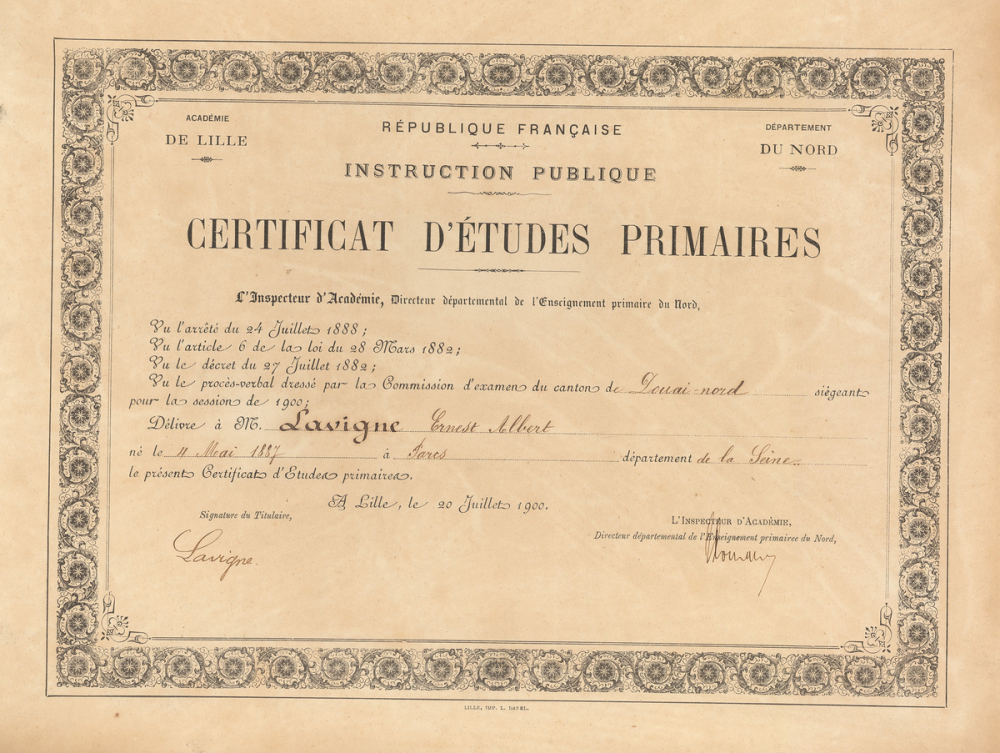 ACADÉMIE
DE LILLE
RÉPUBLIQUE FRANÇAISE
INSTRUCTION PUBLIQUE
DÉPARTEMENT
DU NORD
CERTIFICAT D'ÉTUDES PRIMAIRES
L'Inspecteur d'Académie, Directeur départemental de l'Enseignement primaire du Nord,
Vu l'arrêté du 24 Juillet 1888;
Vu l'article 6 de la loi du 28 Mars 1882;
Vu le décret du 27 Juillet 1882;
Vu le procès-verbal dressé par la Commission d'examen du canton de Douai-nord siégeant
pour la session de 1900;
Délivre à M. Lavigne Ernest Albert
né le 4 Mai 1887 à Paris département de la Seine
le présent Certificat d'Etudes primaires.
A Lille, le 20 Juillet 1900.
Signature du Titulaire,
Lavigne.
L'INSPECTEUR D'ACADÉMIE,
Directeur départemental de l'Enseignement primaire du Nord,
LILLE, IMP. L. DANEL.